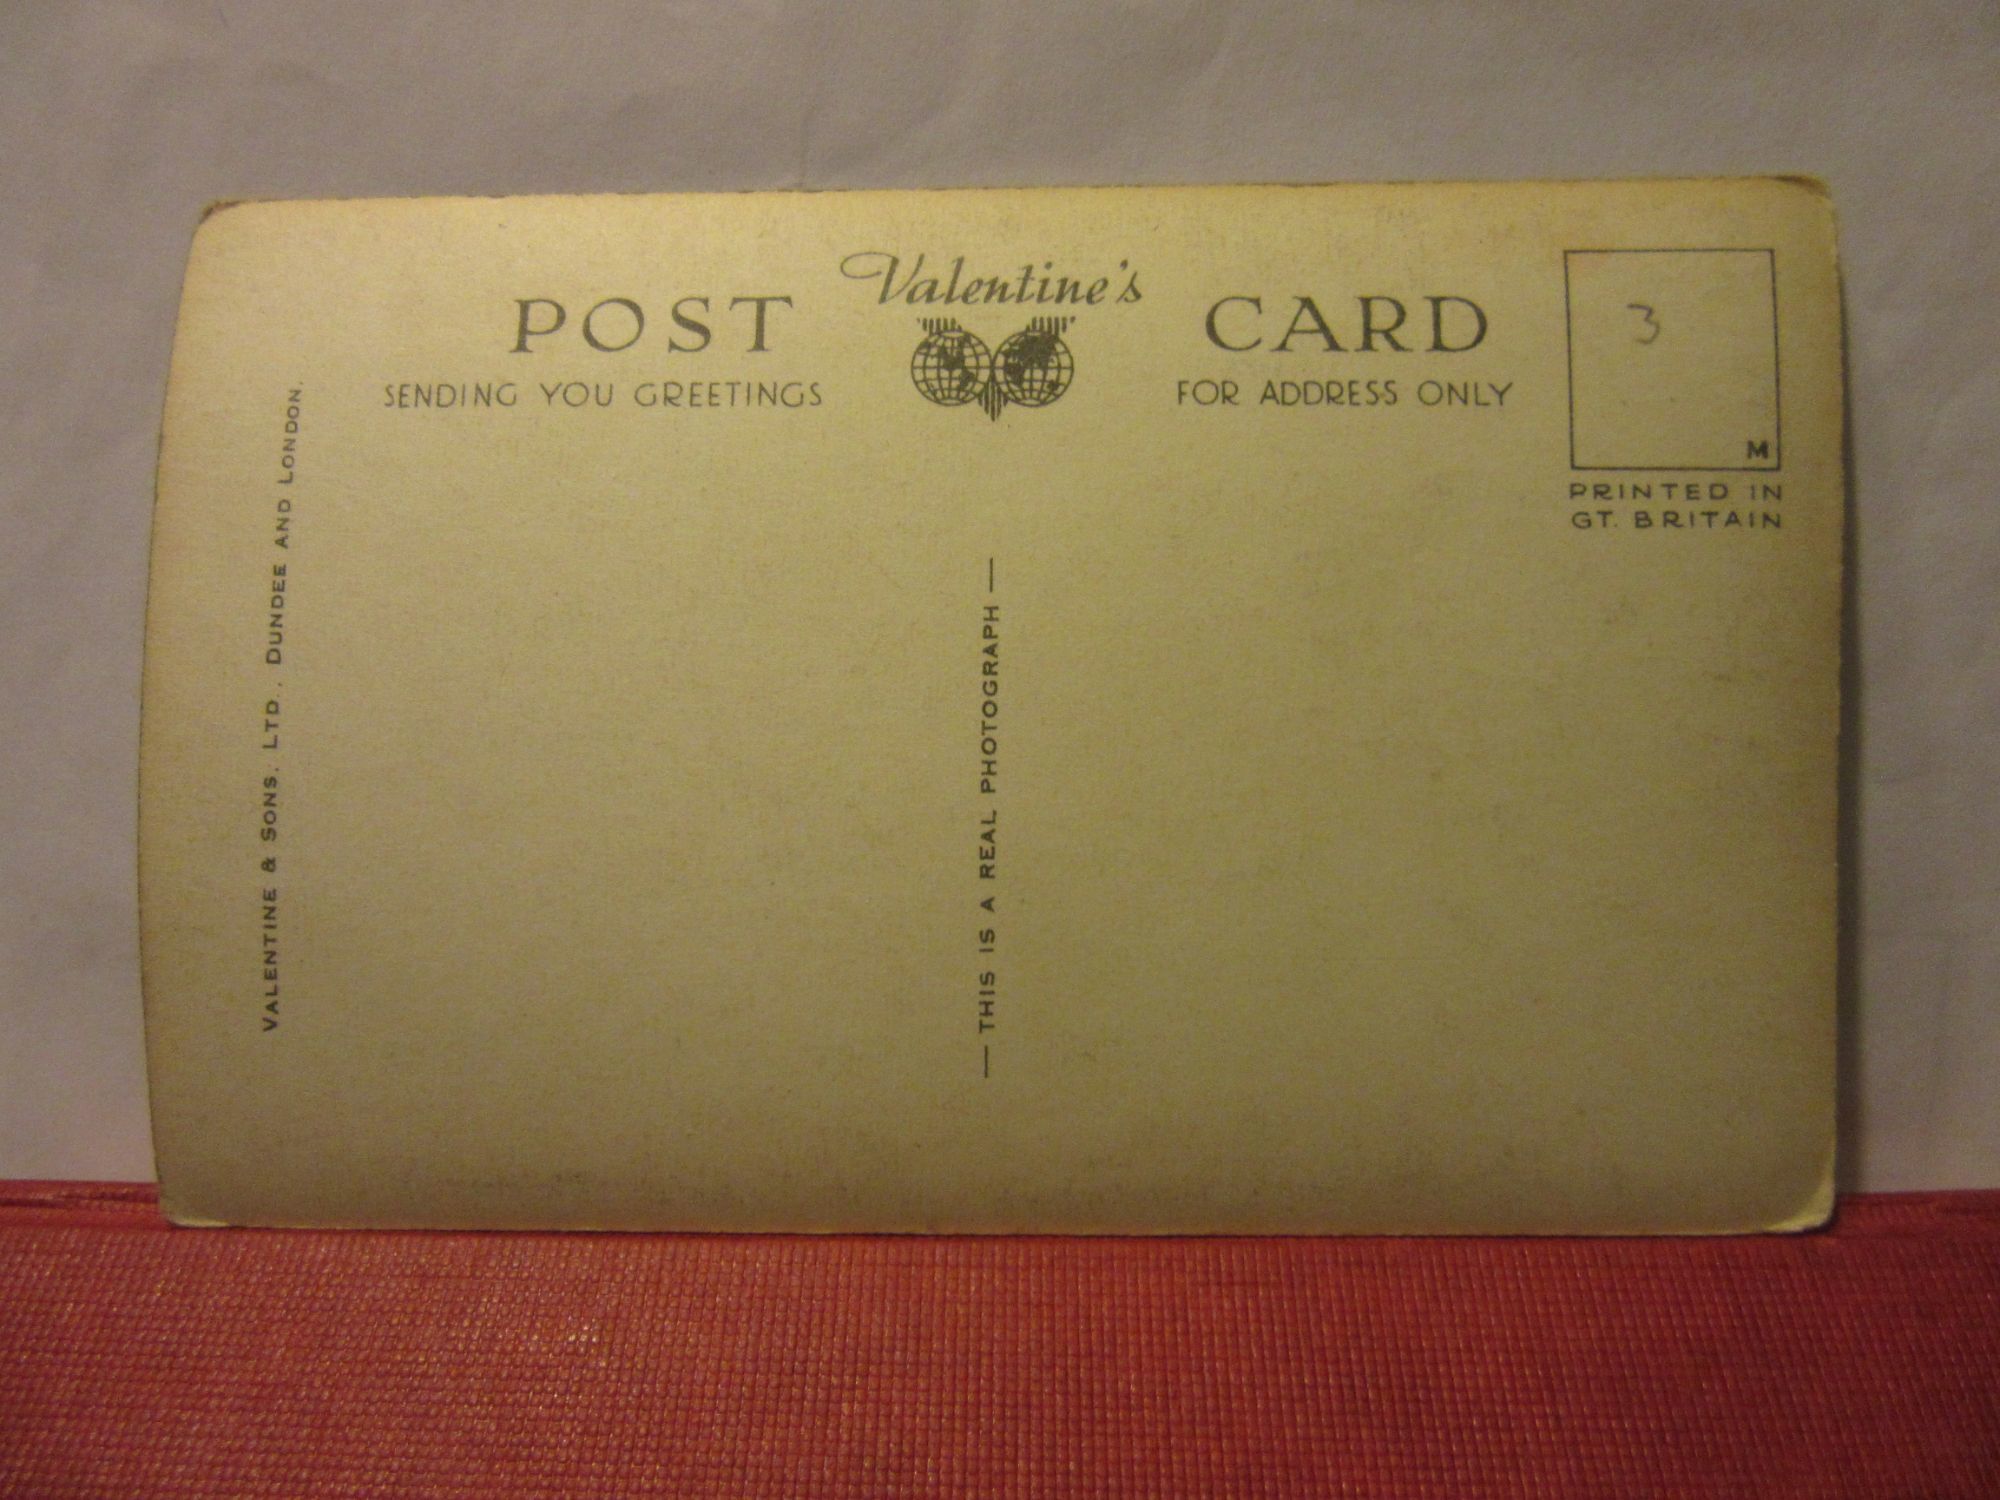 Valentine's
POST CARD
SENDING YOU GREETINGS
FOR ADDRESS ONLY
3
M
PRINTED IN
GT. BRITAIN
VALENTINE & SONS, LTD., DUNDEE AND LONDON.
— THIS IS A REAL PHOTOGRAPH —